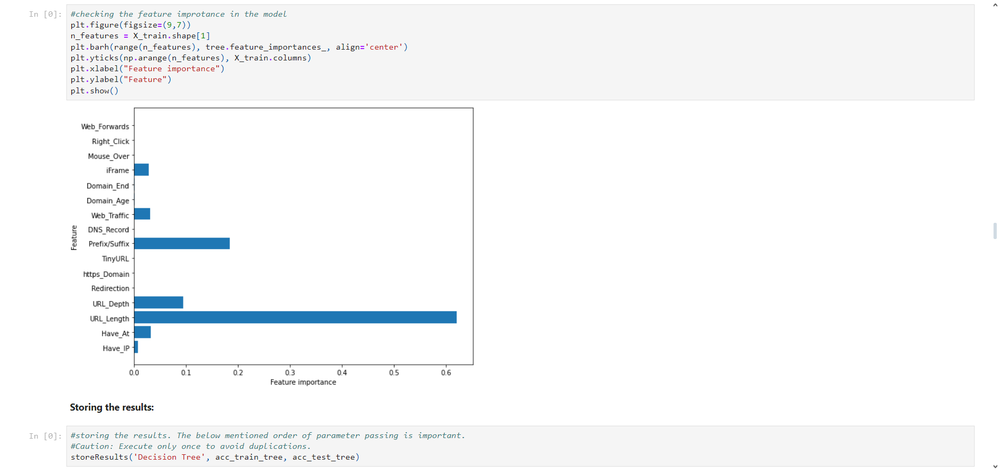 In [0]:
#checking the feature improtance in the model
plt.figure(figsize=(9,7))
n_features = X_train.shape[1]
plt.barh(range(n_features), tree.feature_importances_, align='center')
plt.yticks(np.arange(n_features), X_train.columns)
plt.xlabel("Feature importance")
plt.ylabel("Feature")
plt.show()
Web_Forwards
Right_Click
Mouse_Over
iFrame
Domain_End
Domain_Age
Web_Traffic
DNS_Record
Prefix/Suffix
TinyURL
https_Domain
Redirection
URL_Depth
URL_Length
Have_At
Have_IP
Feature
0.0 0.1 0.2 0.3 0.4 0.5 0.6
Feature importance
Storing the results:
In [0]:
#storing the results. The below mentioned order of parameter passing is important.
#Caution: Execute only once to avoid duplications.
storeResults('Decision Tree', acc_train_tree, acc_test_tree)